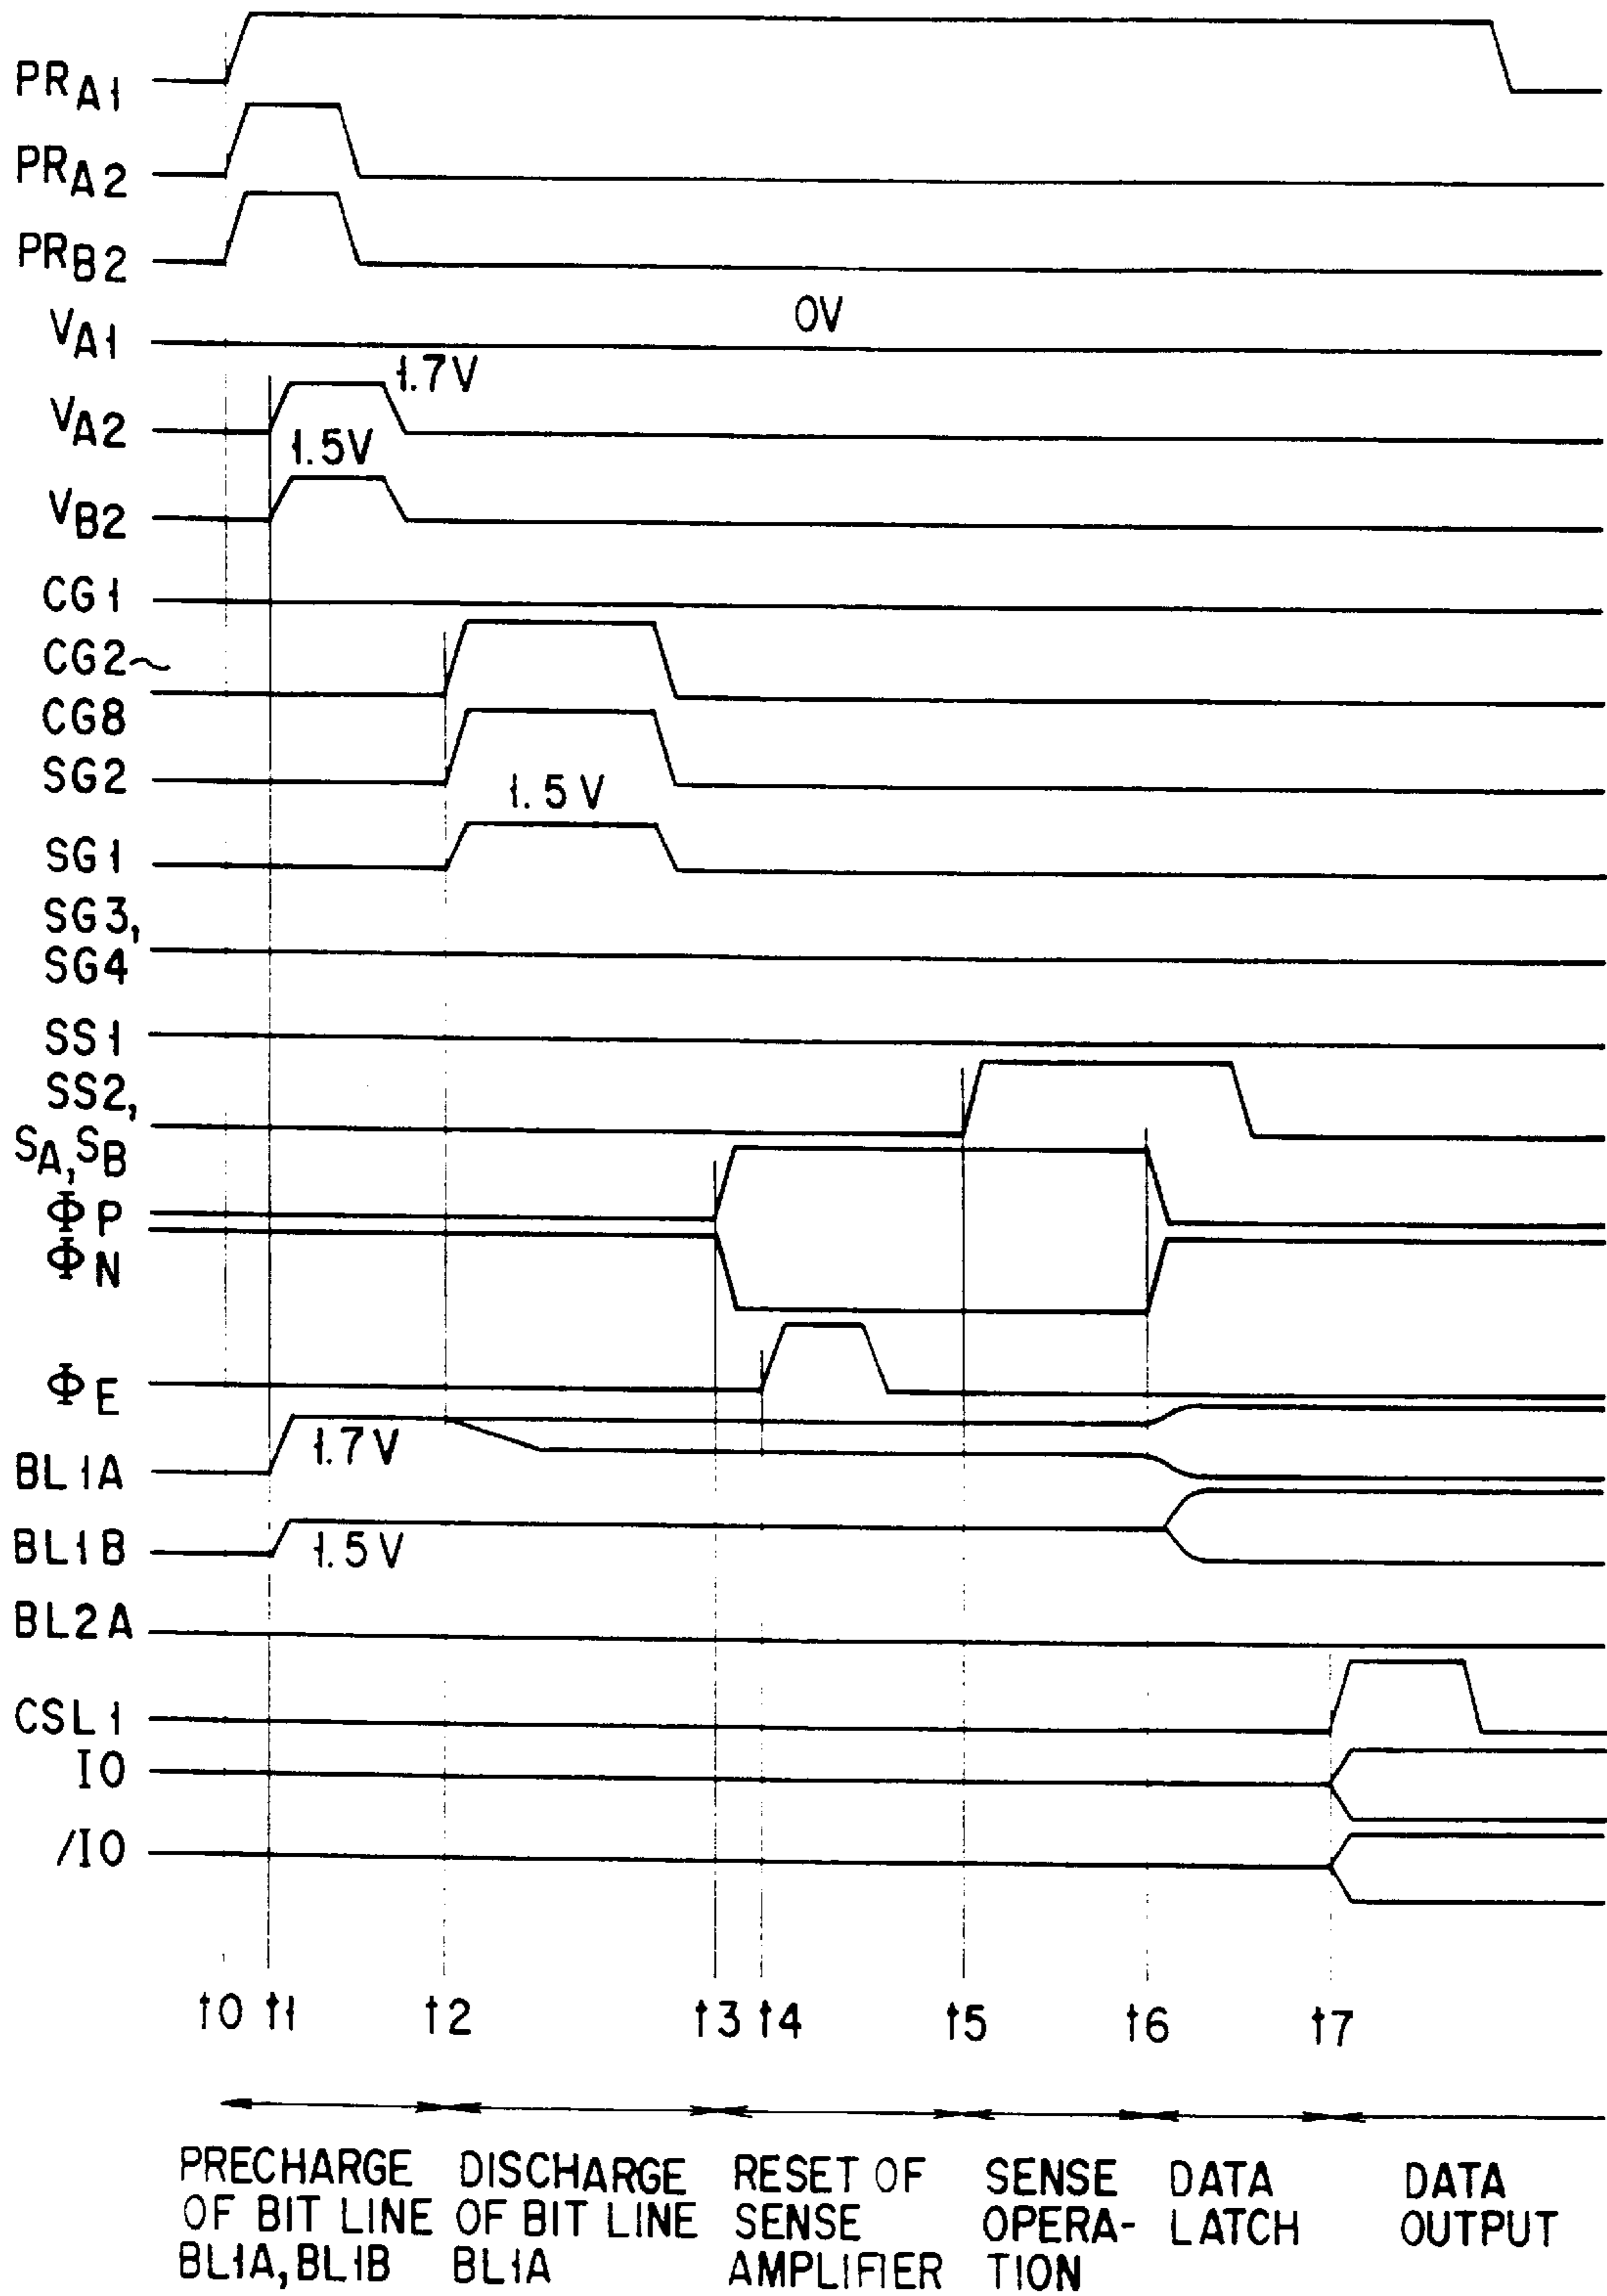 PRA1
PRA2
PRB2
VA1
0V
VA2
1.7V
1.5V
VB2
CG1
CG2~
CG8
SG2
1.5V
SG1
SG3,
SG4
SS1
SS2,
SA,SB
ΦP
ΦN
ΦE
BL1A
1.7V
BL1B
1.5V
BL2A
CSL1
IO
/IO
t0 t1 t2 t3 t4 t5 t6 t7
PRECHARGE
OF BIT LINE
BL1A,BL1B
DISCHARGE
OF BIT LINE
BL1A
RESET OF
SENSE
AMPLIFIER
SENSE
OPERA-
TION
DATA
LATCH
DATA
OUTPUT